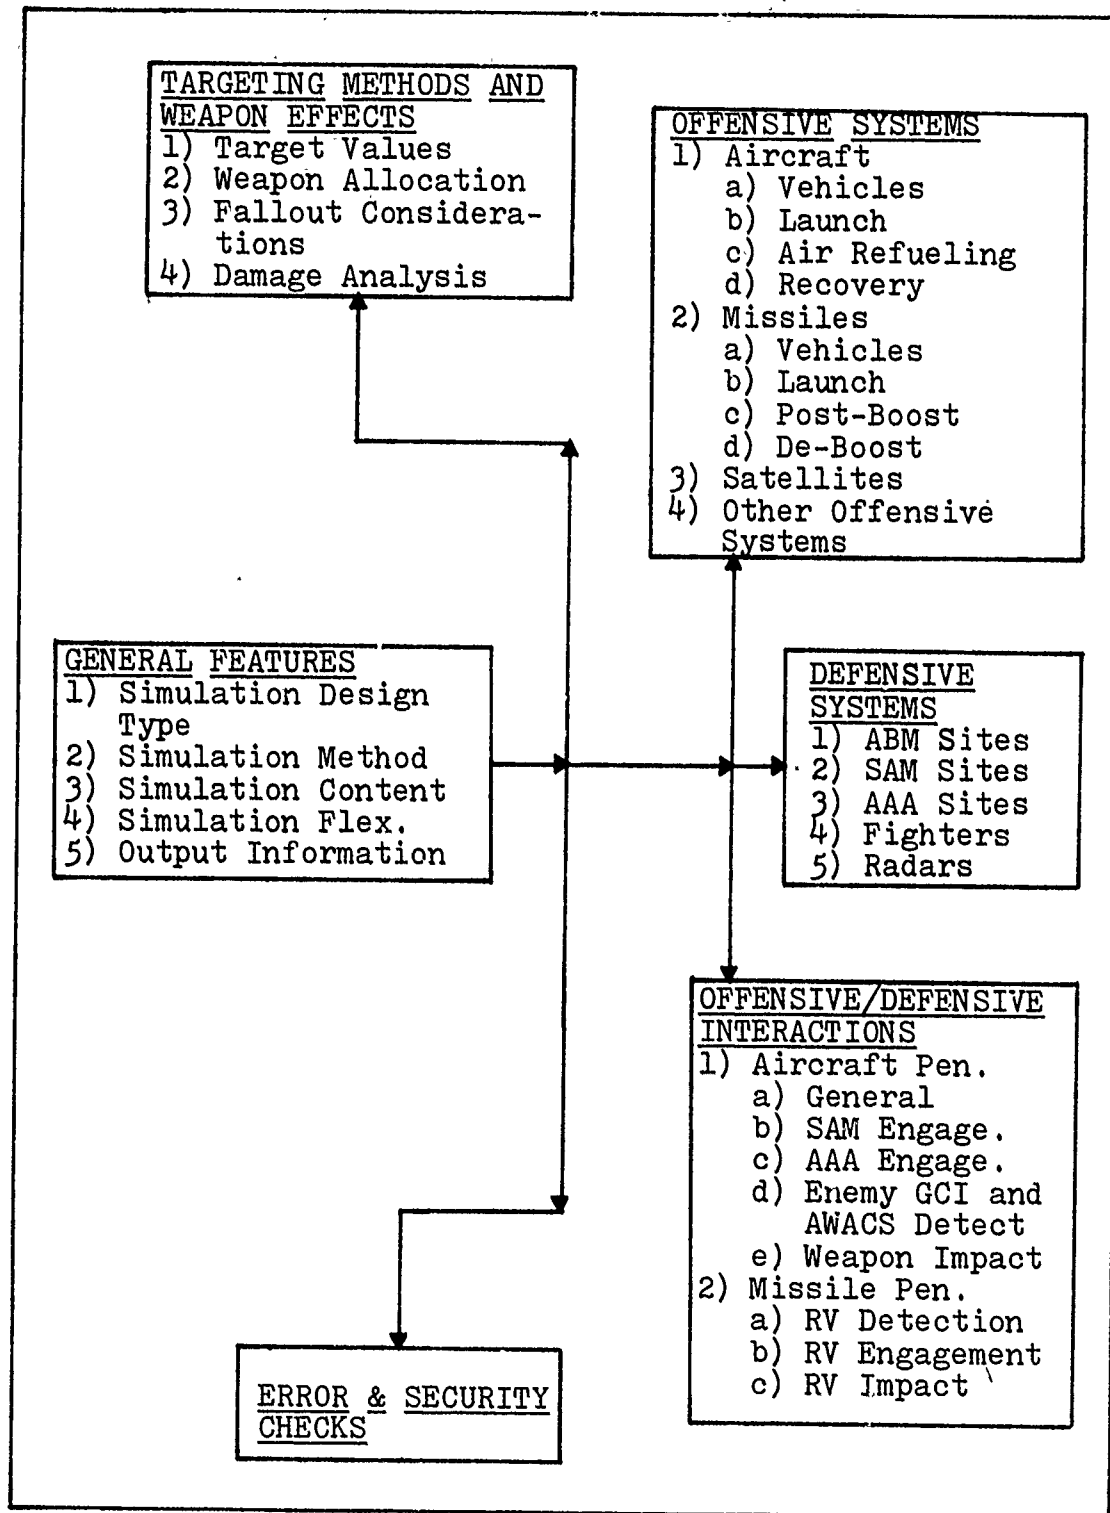 TARGETING METHODS AND
WEAPON EFFECTS
1) Target Values
2) Weapon Allocation
3) Fallout Considera-
tions
4) Damage Analysis
OFFENSIVE SYSTEMS
1) Aircraft
a) Vehicles
b) Launch
c) Air Refueling
d) Recovery
2) Missiles
a) Vehicles
b) Launch
c) Post-Boost
d) De-Boost
3) Satellites
4) Other Offensive
Systems
GENERAL FEATURES
1) Simulation Design
Type
2) Simulation Method
3) Simulation Content
4) Simulation Flex.
5) Output Information
DEFENSIVE
SYSTEMS
1) ABM Sites
2) SAM Sites
3) AAA Sites
4) Fighters
5) Radars
OFFENSIVE/DEFENSIVE
INTERACTIONS
1) Aircraft Pen.
a) General
b) SAM Engage.
c) AAA Engage.
d) Enemy GCI and
AWACS Detect
e) Weapon Impact
2) Missile Pen.
a) RV Detection
b) RV Engagement
c) RV Impact
ERROR & SECURITY
CHECKS